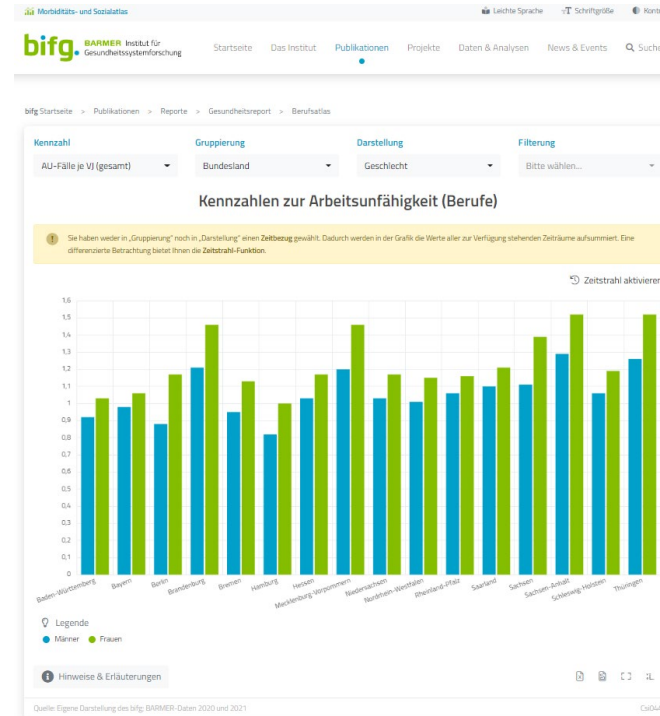 Morbiditäts- und Sozialatlas
Leichte Sprache
Schriftgröße
bifg.
BARMER Institut für
Gesundheitssystemforschung
Startseite
Das Institut
Publikationen
Projekte
Daten & Analysen
News & Events
bifg Startseite > Publikationen > Reporte > Gesundheitsreport > Berufsatlas
Kennzahl
Gruppierung
Darstellung
Filterung
AU-Fälle je VJ (gesamt)
Bundesland
Geschlecht
Bitte wählen...
Kennzahlen zur Arbeitsunfähigkeit (Berufe)
Sie haben weder in „Gruppierung" noch in „Darstellung" einen Zeitbezug gewählt. Dadurch werden in der Grafik die Werte aller zur Verfügung stehenden Zeiträume aufsummiert. Eine
differenzierte Betrachtung bietet Ihnen die Zeitstrahl-Funktion.
Zeitstrahl aktivieren
1,6
1,5
1,4
1,3
1,2
1,1
1
0,9
0,8
0,7
0,6
0,5
0,4
0,3
0,2
0,1
0
Baden-Württemberg
Bayern
Berlin
Brandenburg
Bremen
Hamburg
Hessen
Mecklenburg-Vorpommern
Niedersachsen
Nordrhein-Westfalen
Rheinland-Pfalz
Saarland
Sachsen
Sachsen-Anhalt
Schleswig-Holstein
Thüringen
Legende
Männer
Frauen
Hinweise & Erläuterungen
Quelle: Eigene Darstellung des bifg; BARMER-Daten 2020 und 2021